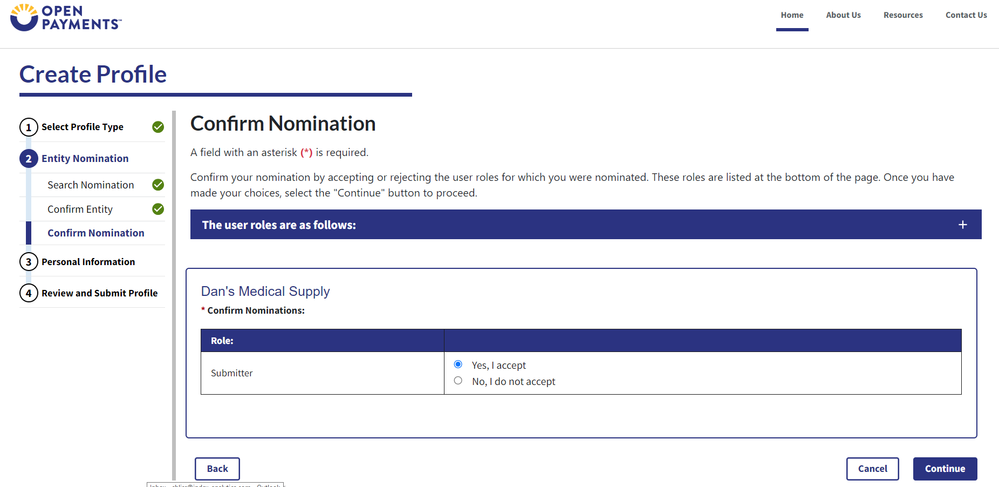 OPEN
PAYMENTS™
Home
About Us
Resources
Contact Us
Create Profile
1
Select Profile Type
2
Entity Nomination
Search Nomination
Confirm Entity
Confirm Nomination
3
Personal Information
4
Review and Submit Profile
Confirm Nomination
A field with an asterisk (*) is required.
Confirm your nomination by accepting or rejecting the user roles for which you were nominated. These roles are listed at the bottom of the page. Once you have
made your choices, select the "Continue" button to proceed.
The user roles are as follows:
+
Dan's Medical Supply
* Confirm Nominations:
Role:
Submitter
Yes, I accept
No, I do not accept
Back
Cancel
Continue